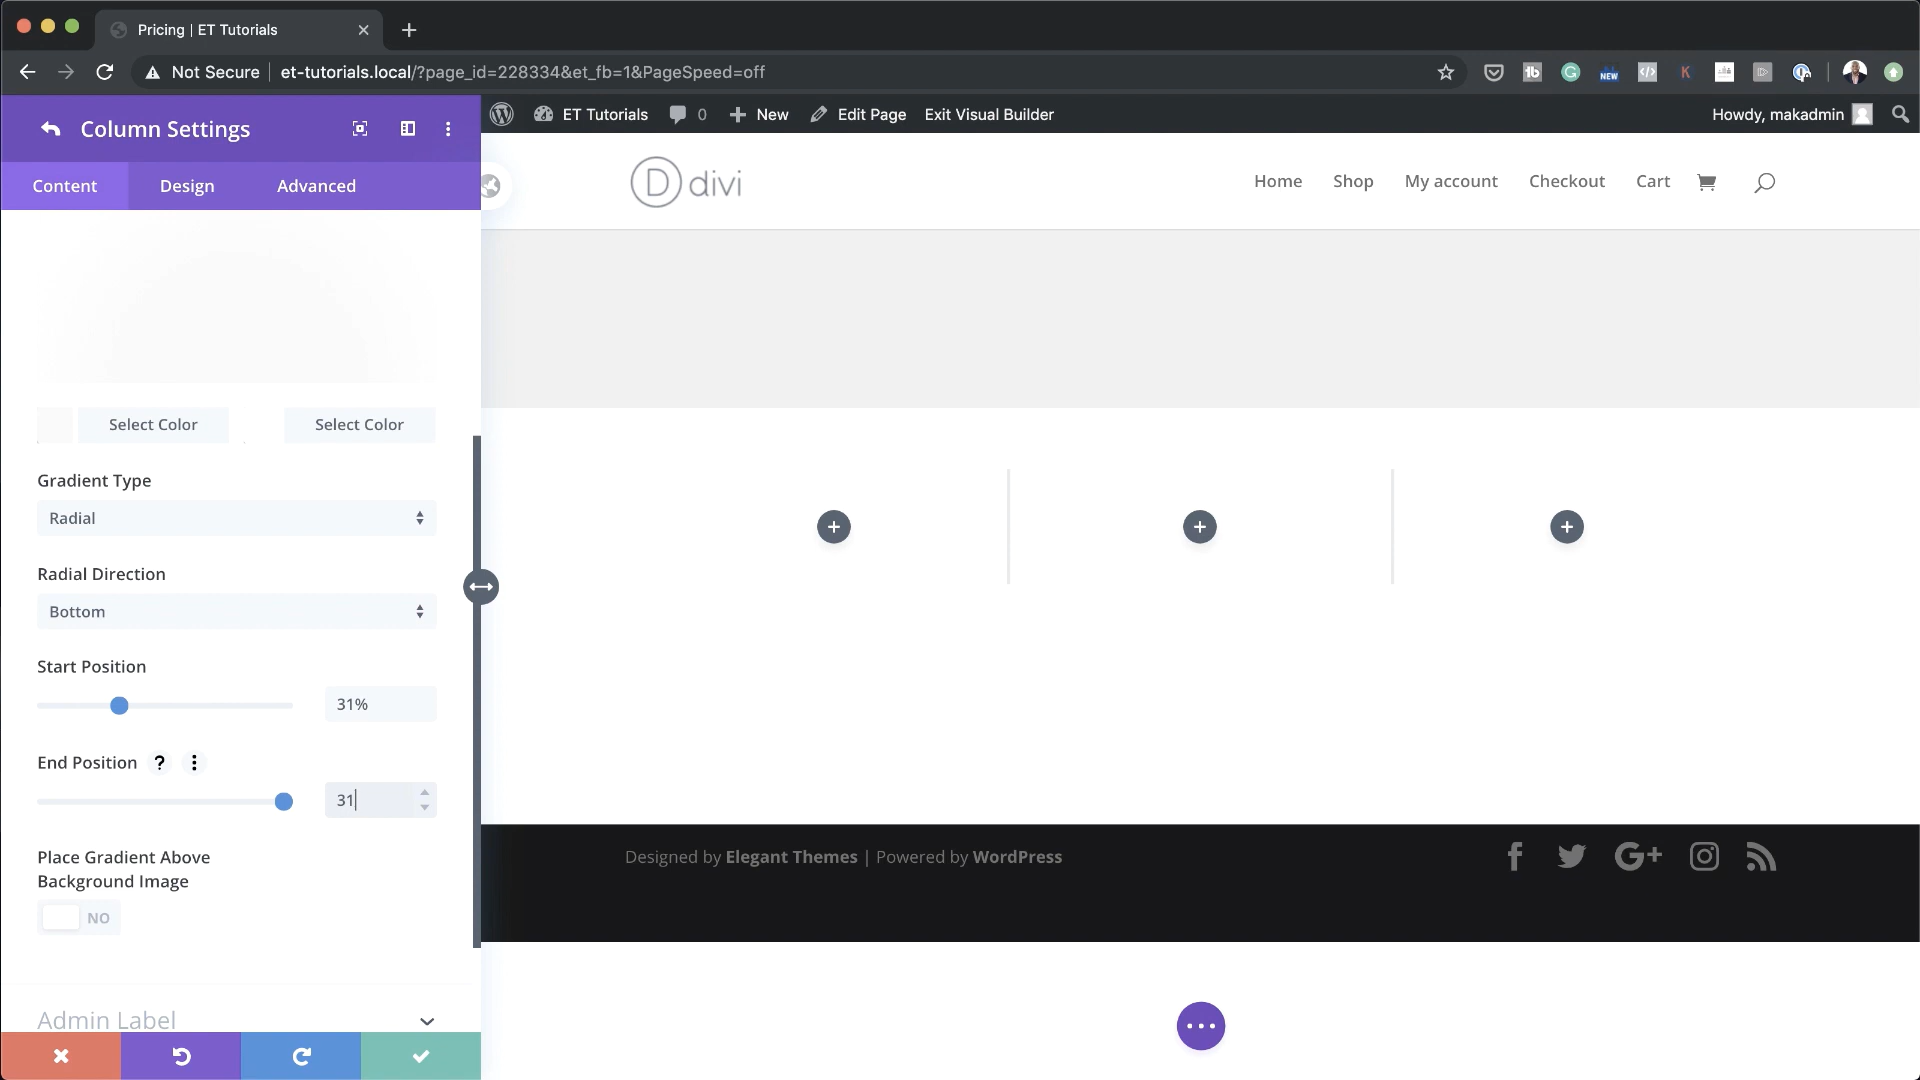 Pricing | ET Tutorials
Not Secure et-tutorials.local/?page_id=228334&et_fb=1&PageSpeed=off
Column Settings
ET Tutorials 0 New Edit Page Exit Visual Builder Howdy, makadmin
Content Design Advanced
divi
Home Shop My account Checkout Cart
Select Color Select Color
Gradient Type
Radial
Radial Direction
Bottom
Start Position
31%
End Position
31
Place Gradient Above
Background Image
NO
Admin Label
Designed by Elegant Themes | Powered by WordPress